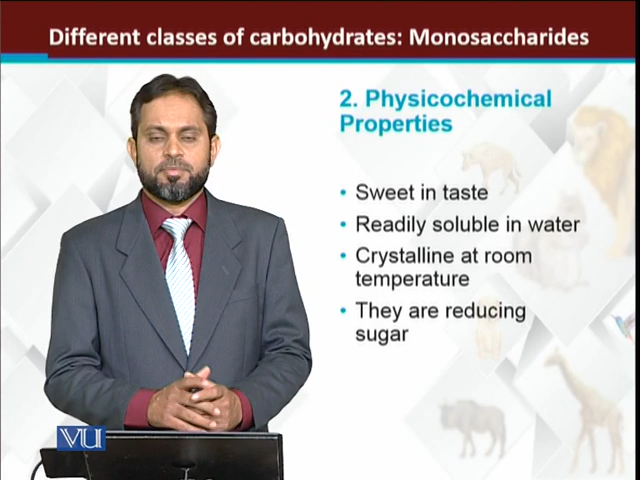 Different classes of carbohydrates: Monosaccharides
2. Physicochemical
Properties
• Sweet in taste
• Readily soluble in water
• Crystalline at room
temperature
• They are reducing
sugar
VU